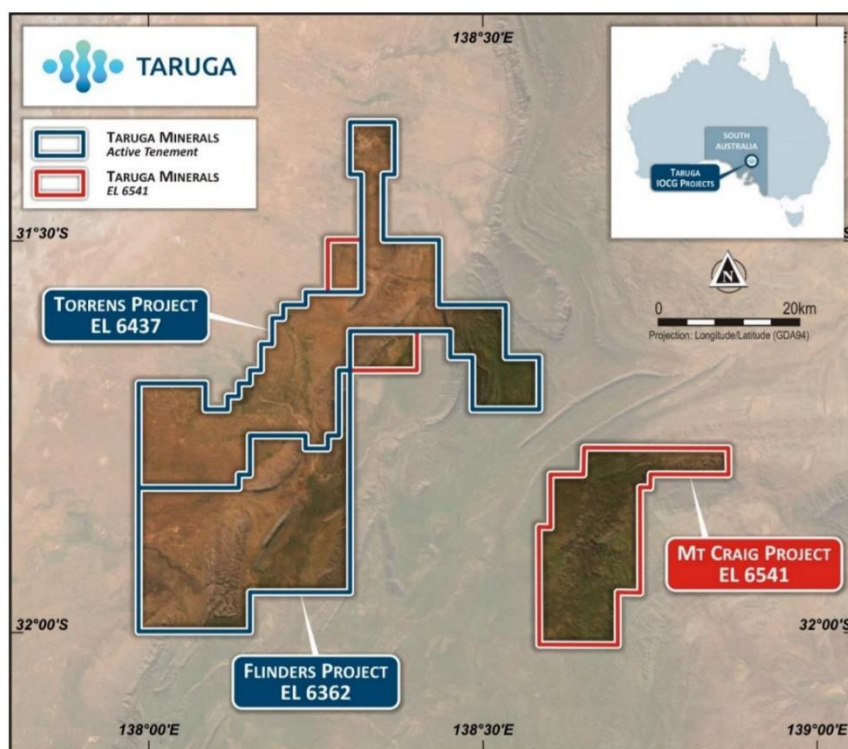 138°30'E
TARUGA
TARUGA MINERALS
Active Tenement
TARUGA MINERALS
EL 6541
SOUTH
AUSTRALIA
TARUGA
IOCG PROJECTS
31°30'S
N
0 20km
Projection: Longitude/Latitude (GDA94)
TORRENS PROJECT
EL 6437
MT CRAIG PROJECT
EL 6541
32°00'S
32°00'S
FLINDERS PROJECT
EL 6362
138°00'E
138°30'E
139°00'E